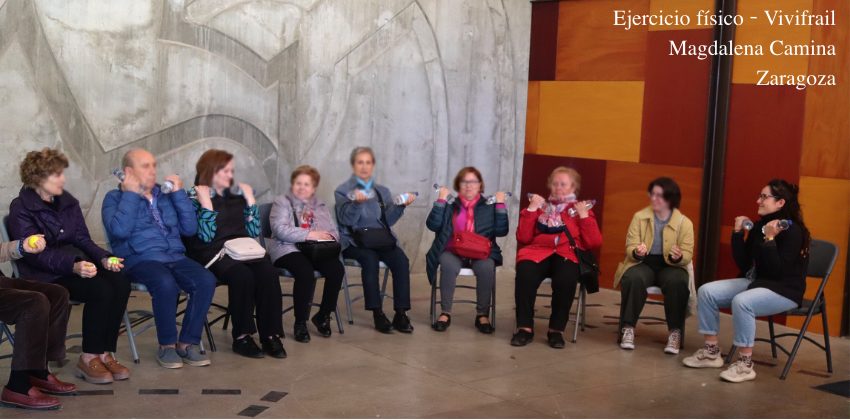 Ejercicio físico - Vivifrail
Magdalena Camina
Zaragoza